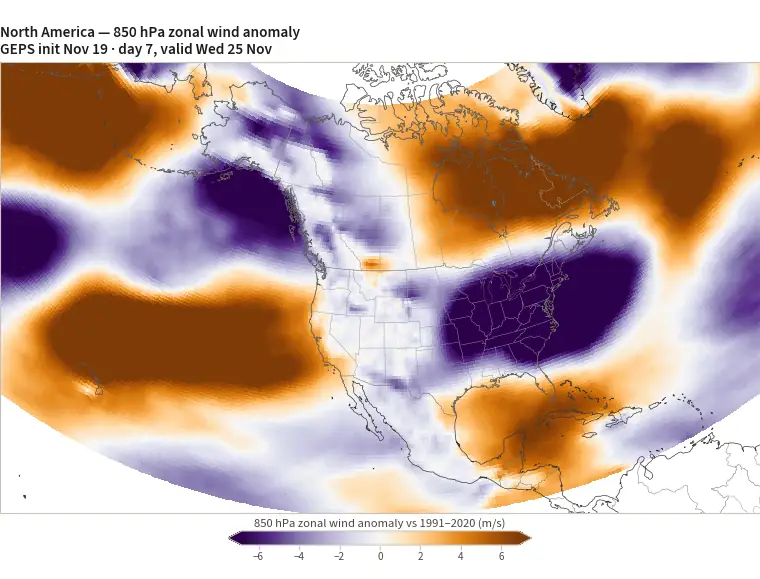 North America — 850 hPa zonal wind anomaly
GEPS init Nov 19 · day 7, valid Wed 25 Nov
850 hPa zonal wind anomaly vs 1991–2020 (m/s)
−6 −4 −2 0 2 4 6